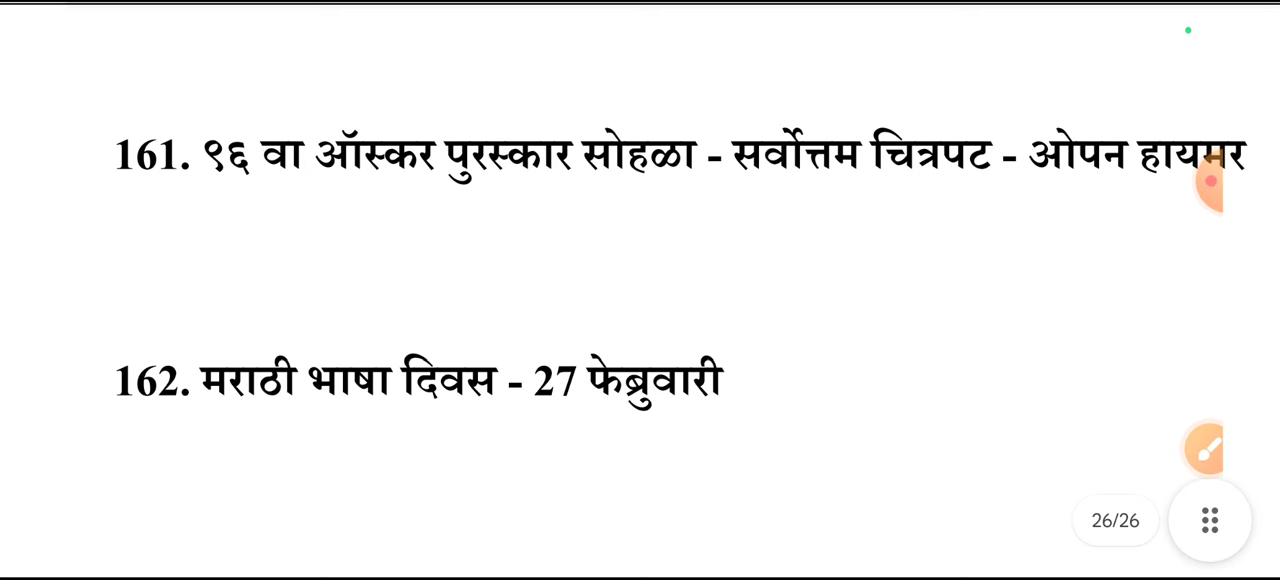 161. ९६ वा ऑस्कर पुरस्कार सोहळा - सर्वोत्तम चित्रपट - ओपन हायमर
162. मराठी भाषा दिवस - 27 फेब्रुवारी
26/26